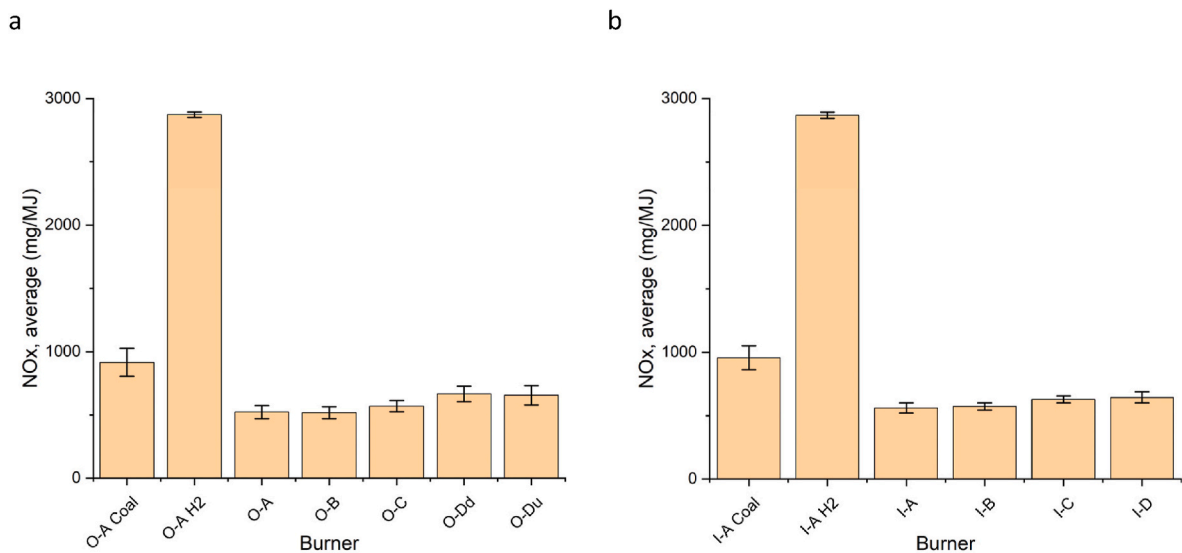 a
NOx, average (mg/MJ)
3000
2000
1000
0
O-A Coal
O-A H2
O-A
O-B
O-C
O-Dd
O-Du
Burner
b
NOx, average (mg/MJ)
3000
2000
1000
0
I-A Coal
I-A H2
I-A
I-B
I-C
I-D
Burner